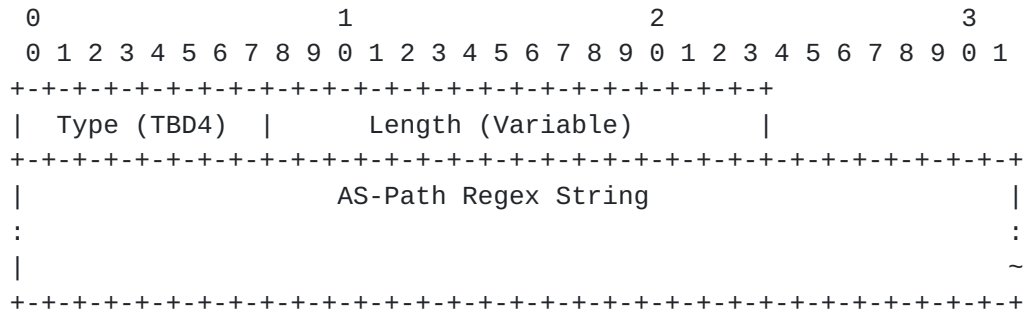 0                   1                   2                   3
 0 1 2 3 4 5 6 7 8 9 0 1 2 3 4 5 6 7 8 9 0 1 2 3 4 5 6 7 8 9 0 1
+-+-+-+-+-+-+-+-+-+-+-+-+-+-+-+-+-+-+-+-+-+-+-+-+
|  Type (TBD4)  |      Length (Variable)        |
+-+-+-+-+-+-+-+-+-+-+-+-+-+-+-+-+-+-+-+-+-+-+-+-+-+-+-+-+-+-+-+-+
|                    AS-Path Regex String                       |
:                                                               :
|                                                               ~
+-+-+-+-+-+-+-+-+-+-+-+-+-+-+-+-+-+-+-+-+-+-+-+-+-+-+-+-+-+-+-+-+